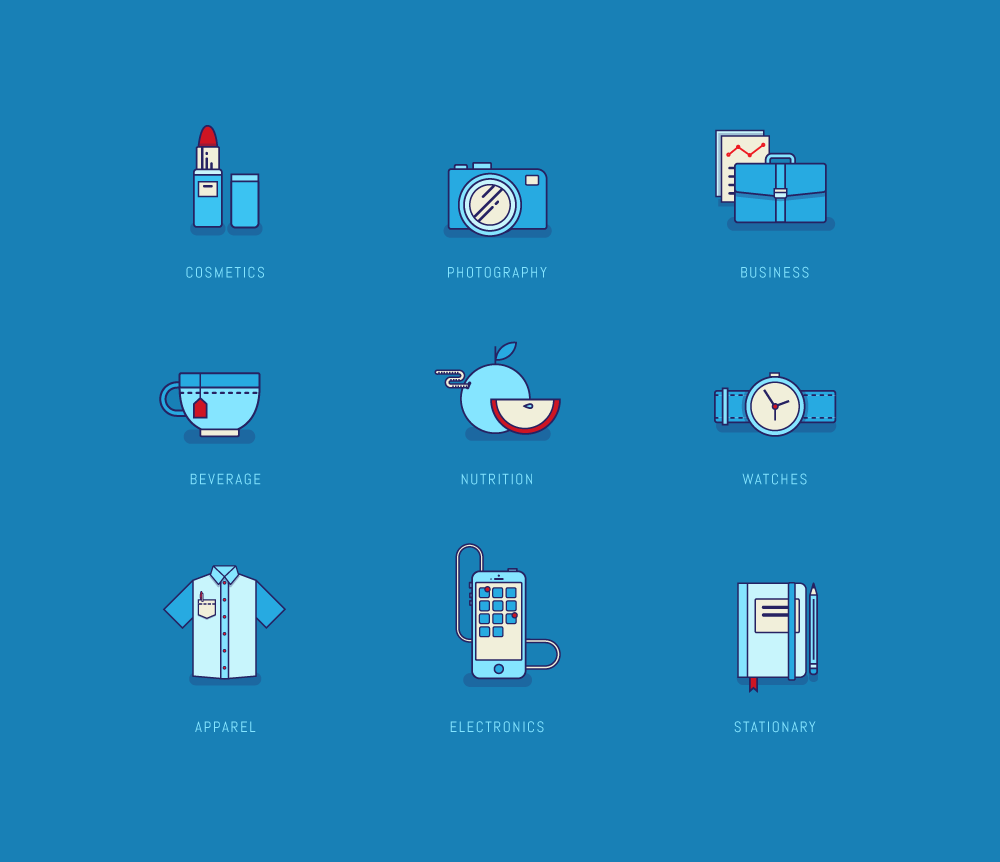 COSMETICS
PHOTOGRAPHY
BUSINESS
BEVERAGE
NUTRITION
WATCHES
APPAREL
ELECTRONICS
STATIONARY